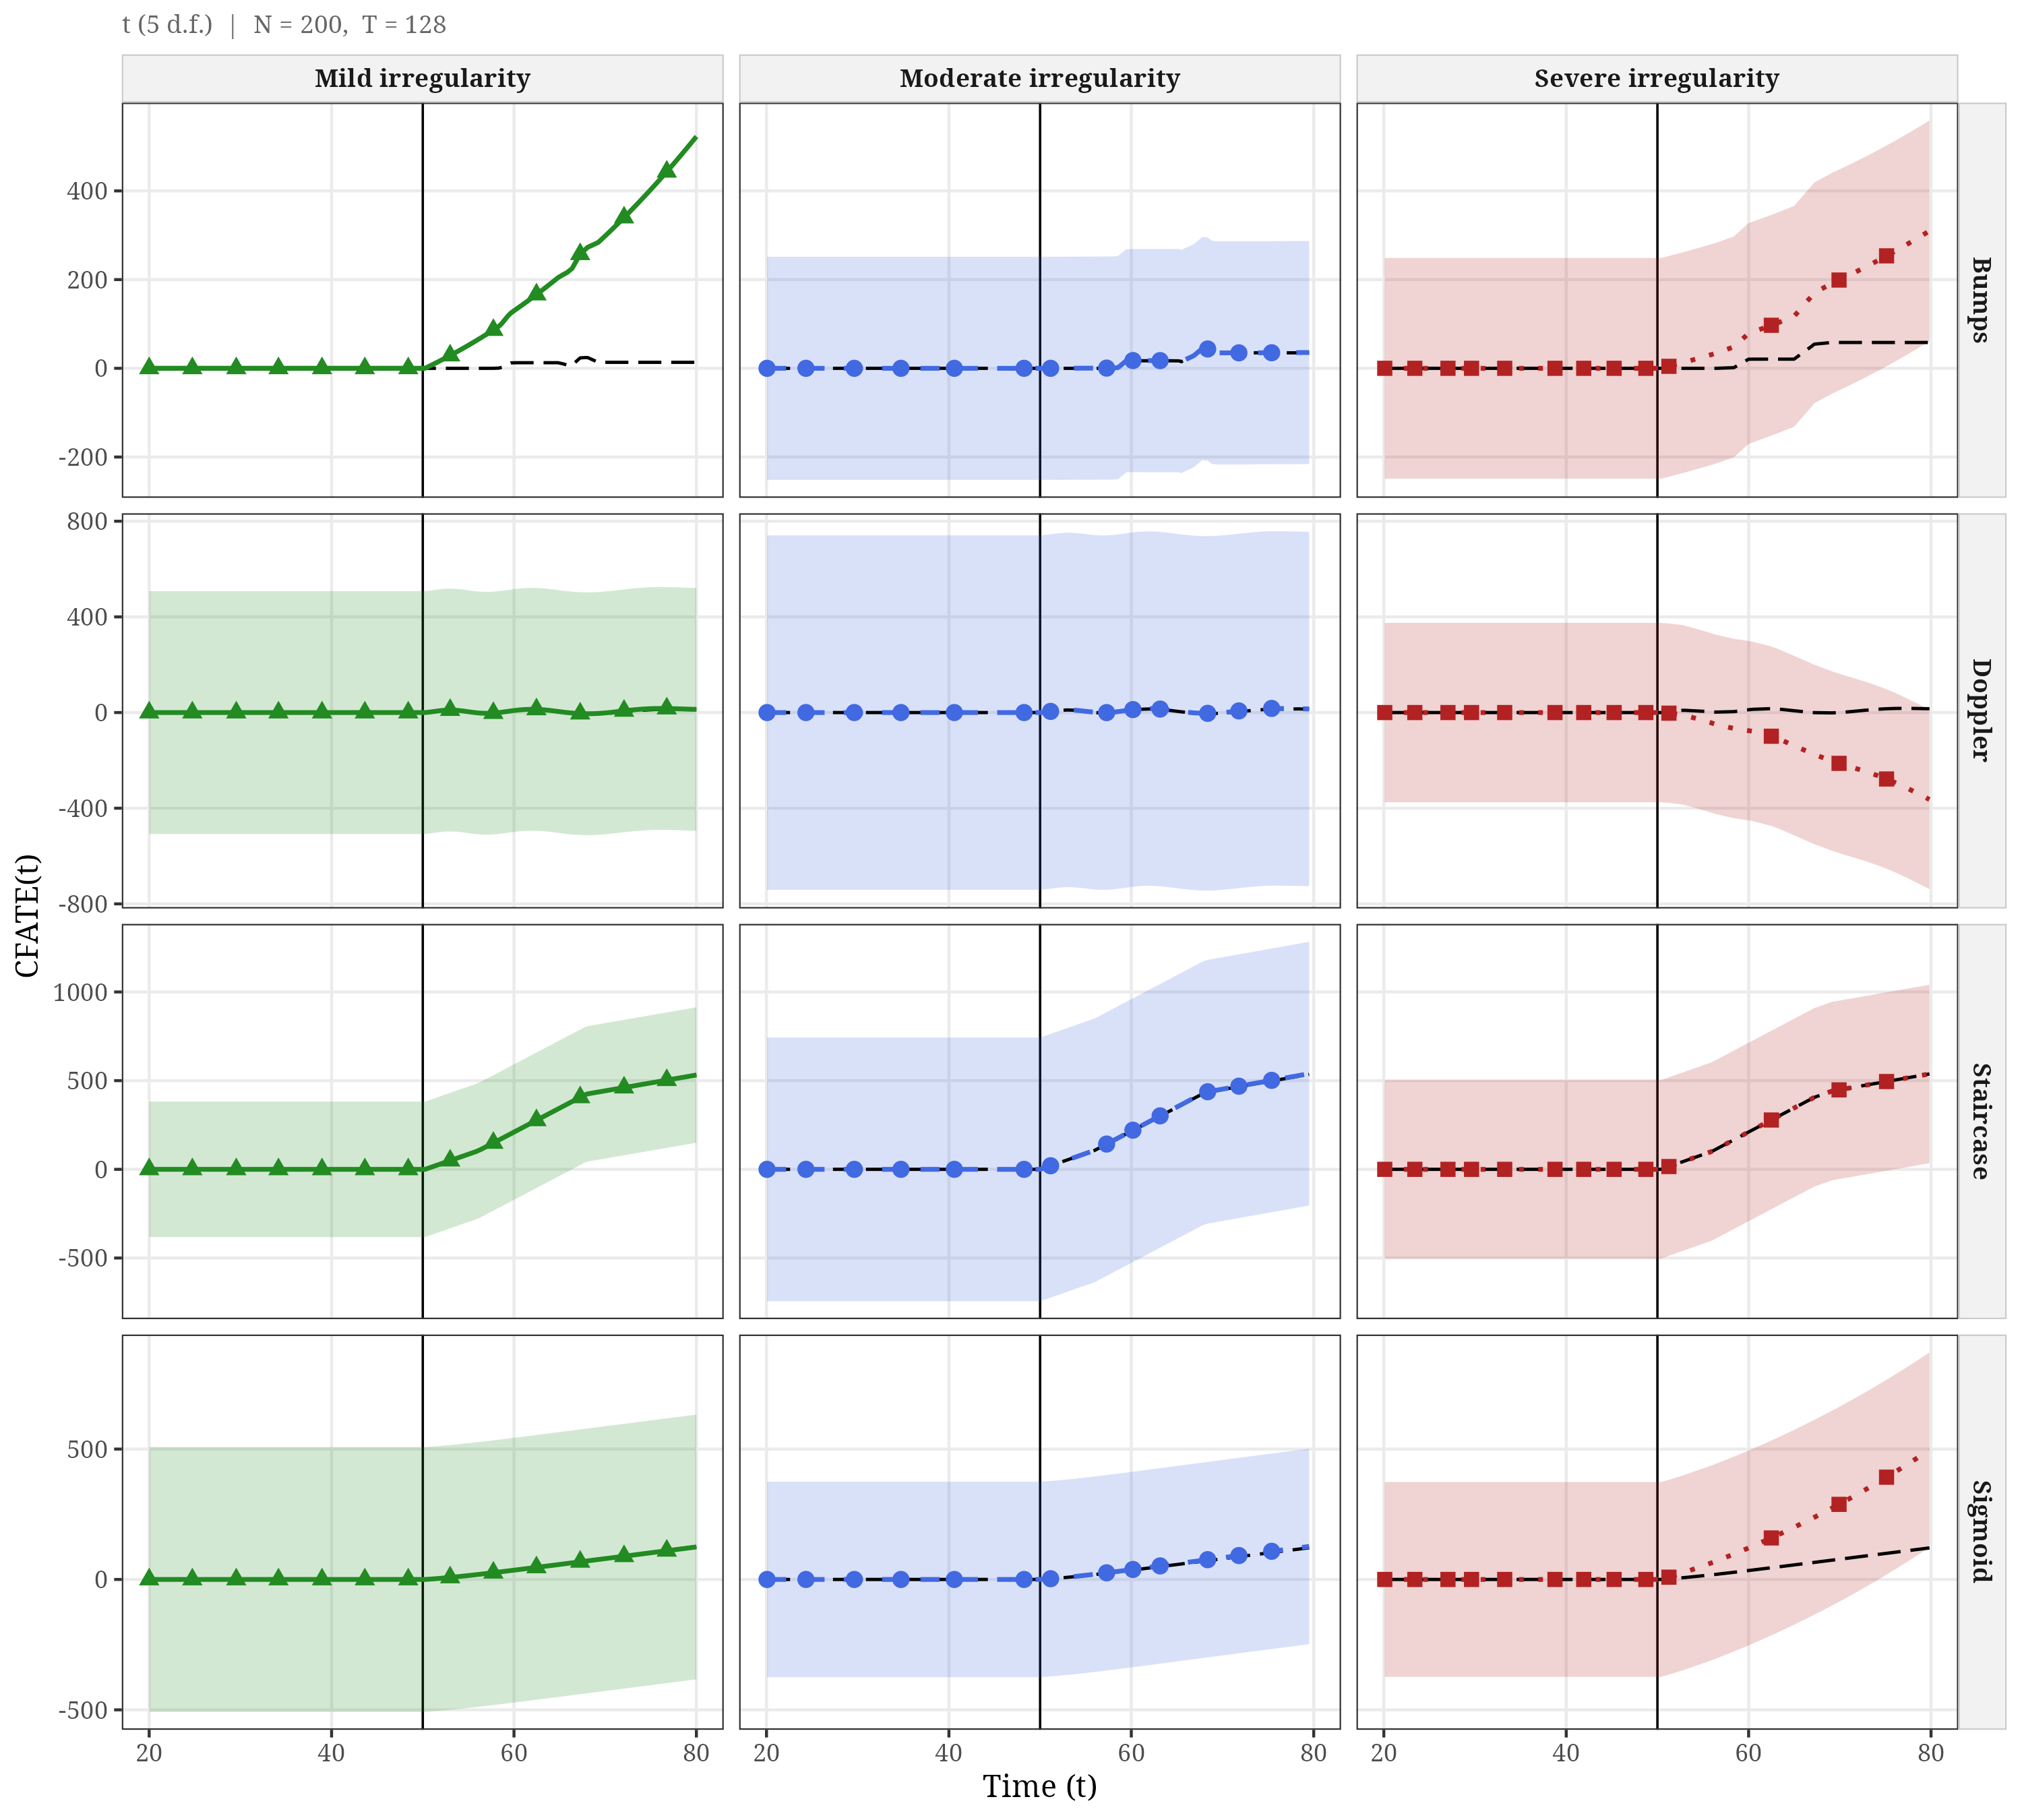 t (5 d.f.) | N = 200, T = 128
Mild irregularity
Moderate irregularity
Severe irregularity
400
200
0
-200
Bumps
800
400
0
-400
-800
Doppler
CFATE(t)
1000
500
0
-500
Staircase
500
0
-500
Sigmoid
20 40 60 80
20 40 60 80
20 40 60 80
Time (t)